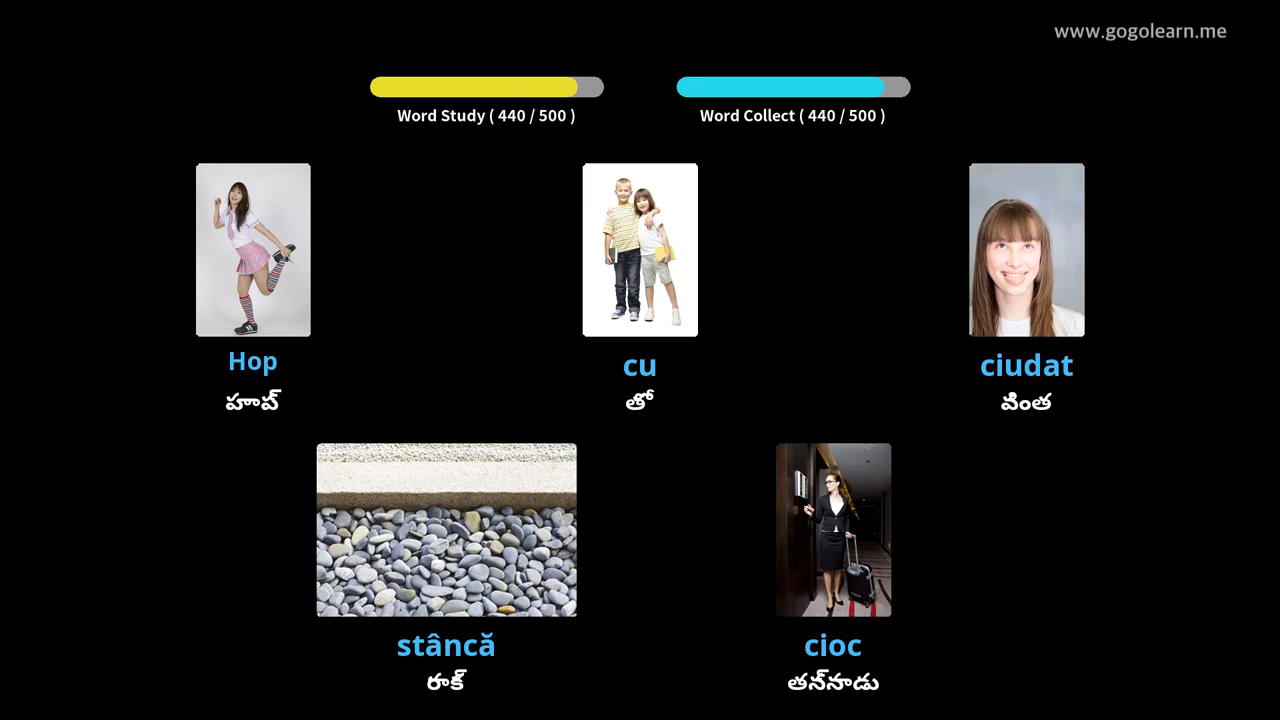 www.gogolearn.me
Word Study ( 440 / 500 )
Word Collect ( 440 / 500 )
Hop
హాప్
cu
తో
ciudat
వింత
stâncă
రాక్
cioc
తన్నాడు